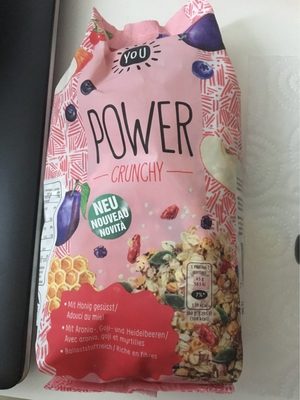 YOU
POWER
CRUNCHY
NEU
NOUVEAU
NOVITÀ
• Mit Honig gesüsst/
Adouci au miel
• Mit Aronia-, Goji- und Heidelbeeren/
Avec aronia, goji et myrtilles
• Ballaststoffreich / Riche en fibres